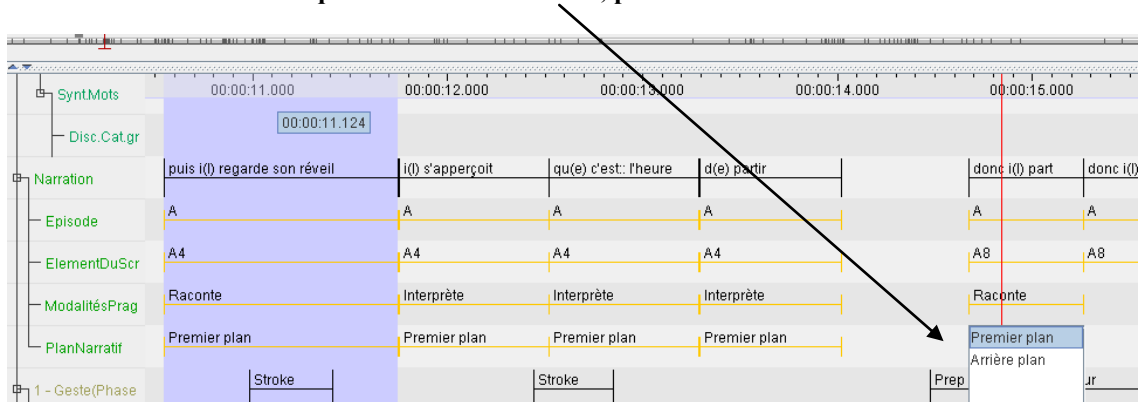 SyntMots 00:00:11.000 00:00:12.000 00:00:13.000 00:00:14.000 00:00:15.000
00:00:11.124
Disc.Cat.gr
Narration puis i(l) regarde son réveil i(l) s'apperçoit qu(e) c'est:: l'heure d(e) partir donc i(l) part donc i(l)
Episode A A A A A A
ElementDuScr A4 A4 A4 A4 A8 A8
ModalitésPrag Raconte Interprète Interprète Interprète Raconte
PlanNarratif Premier plan Premier plan Premier plan Premier plan Premier plan
Arrière plan
1 - Geste(Phase Stroke Stroke Prep ur